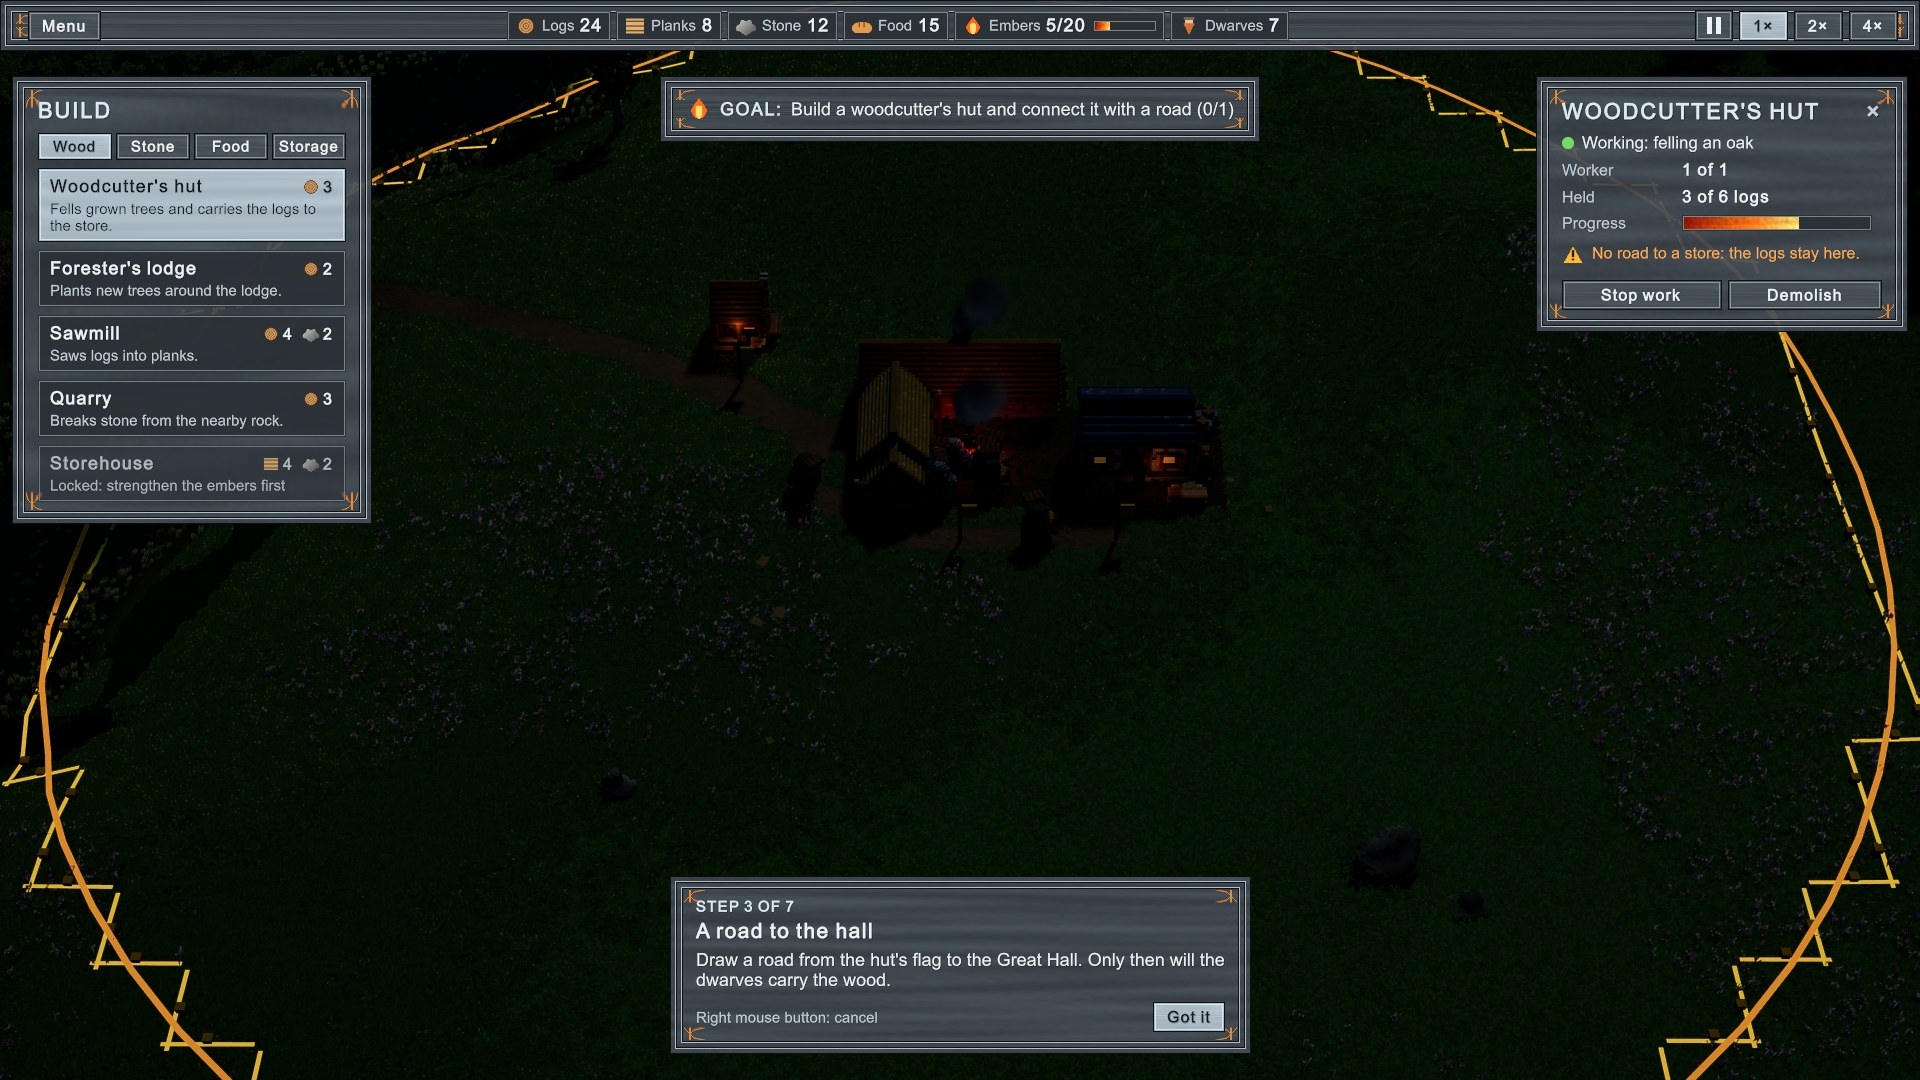 Menu
Logs 24
Planks 8
Stone 12
Food 15
Embers 5/20
Dwarves 7
1×
2×
4×
BUILD
Wood
Stone
Food
Storage
Woodcutter's hut 3
Fells grown trees and carries the logs to
the store.
Forester's lodge 2
Plants new trees around the lodge.
Sawmill 4 2
Saws logs into planks.
Quarry 3
Breaks stone from the nearby rock.
Storehouse 4 2
Locked: strengthen the embers first
GOAL: Build a woodcutter's hut and connect it with a road (0/1)
WOODCUTTER'S HUT ×
Working: felling an oak
Worker 1 of 1
Held 3 of 6 logs
Progress
No road to a store: the logs stay here.
Stop work
Demolish
STEP 3 OF 7
A road to the hall
Draw a road from the hut's flag to the Great Hall. Only then will the
dwarves carry the wood.
Right mouse button: cancel
Got it